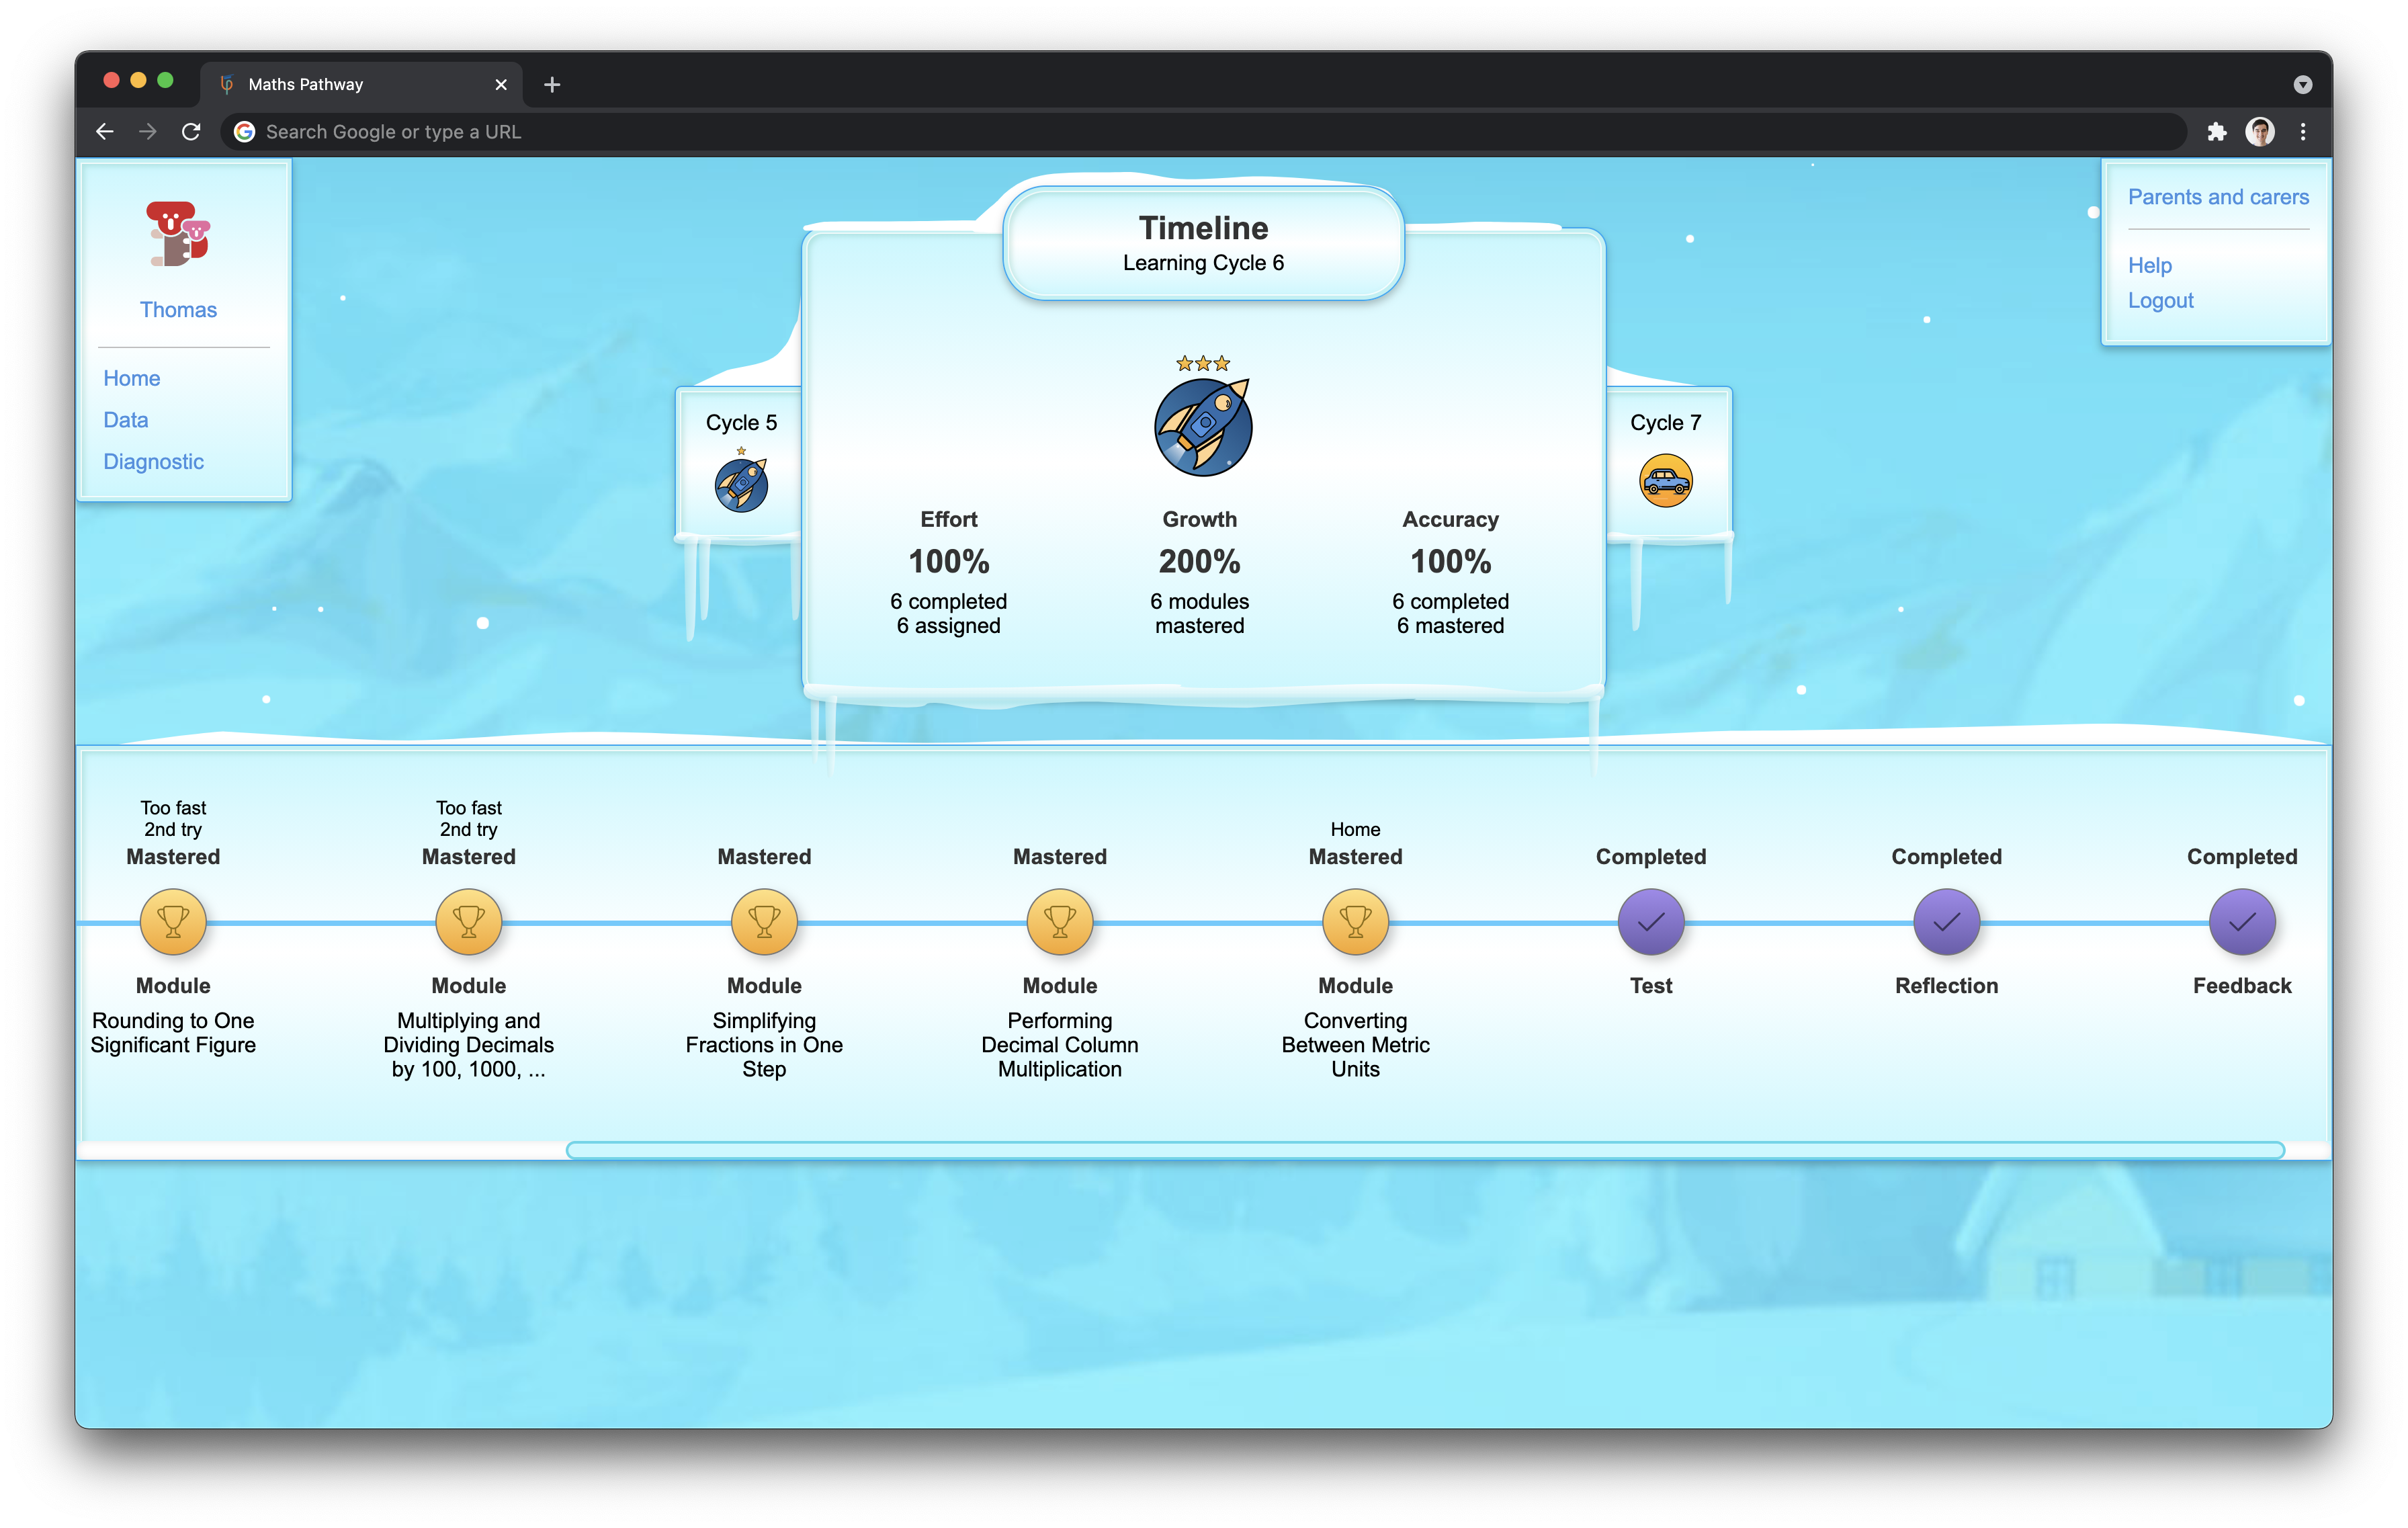 Maths Pathway
Search Google or type a URL
Thomas
Home
Data
Diagnostic
Timeline
Learning Cycle 6
Parents and carers
Help
Logout
Cycle 5
Cycle 7
Effort
100%
6 completed
6 assigned
Growth
200%
6 modules
mastered
Accuracy
100%
6 completed
6 mastered
Too fast
2nd try
Mastered
Module
Rounding to One
Significant Figure
Too fast
2nd try
Mastered
Module
Multiplying and
Dividing Decimals
by 100, 1000, ...
Mastered
Module
Simplifying
Fractions in One
Step
Mastered
Module
Performing
Decimal Column
Multiplication
Home
Mastered
Module
Converting
Between Metric
Units
Completed
Test
Completed
Reflection
Completed
Feedback